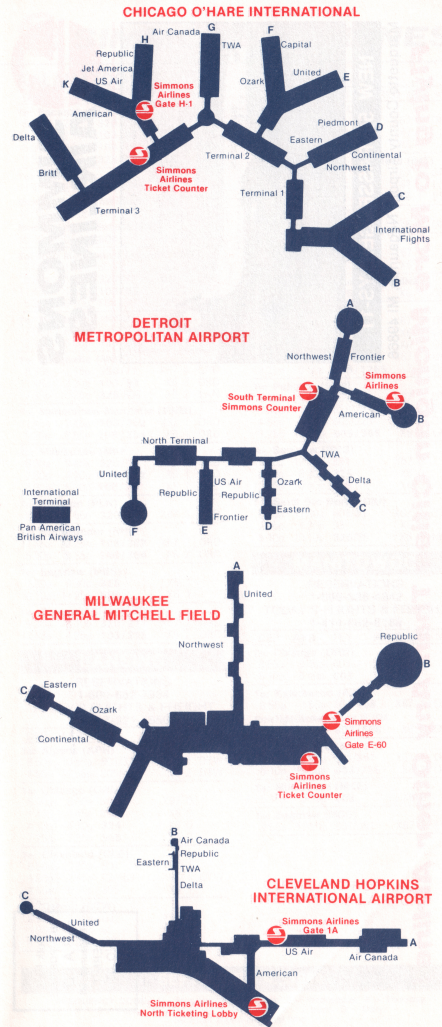 CHICAGO O'HARE INTERNATIONAL
Air Canada
G
F
H
TWA
Capital
Republic
Jet America
US Air
K
American
Simmons
Airlines
Gate H-1
Ozark
United
E
Delta
Britt
Simmons
Airlines
Ticket Counter
Terminal 3
Terminal 2
Piedmont
D
Eastern
Continental
Northwest
Terminal 1
C
International
Flights
B
DETROIT
METROPOLITAN AIRPORT
A
Northwest
Frontier
Simmons
Airlines
South Terminal
Simmons Counter
American
B
North Terminal
TWA
United
US Air
Ozark
Delta
Republic
Republic
C
International
Terminal
Frontier
Eastern
Pan American
British Airways
F
E
D
MILWAUKEE
GENERAL MITCHELL FIELD
A
United
Northwest
Republic
B
C
Eastern
Ozark
Continental
Simmons
Airlines
Gate E-60
Simmons
Airlines
Ticket Counter
CLEVELAND HOPKINS
INTERNATIONAL AIRPORT
B
Air Canada
Republic
Eastern
TWA
Delta
C
United
Northwest
Simmons Airlines
Gate 1A
US Air
Air Canada
A
American
Simmons Airlines
North Ticketing Lobby